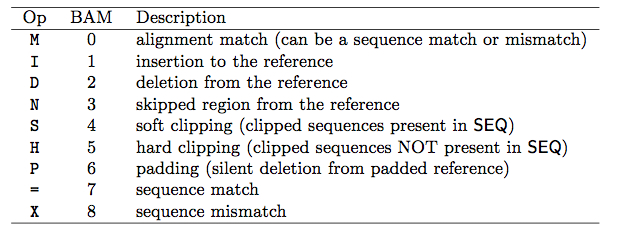 Op BAM Description
M 0 alignment match (can be a sequence match or mismatch)
I 1 insertion to the reference
D 2 deletion from the reference
N 3 skipped region from the reference
S 4 soft clipping (clipped sequences present in SEQ)
H 5 hard clipping (clipped sequences NOT present in SEQ)
P 6 padding (silent deletion from padded reference)
= 7 sequence match
X 8 sequence mismatch